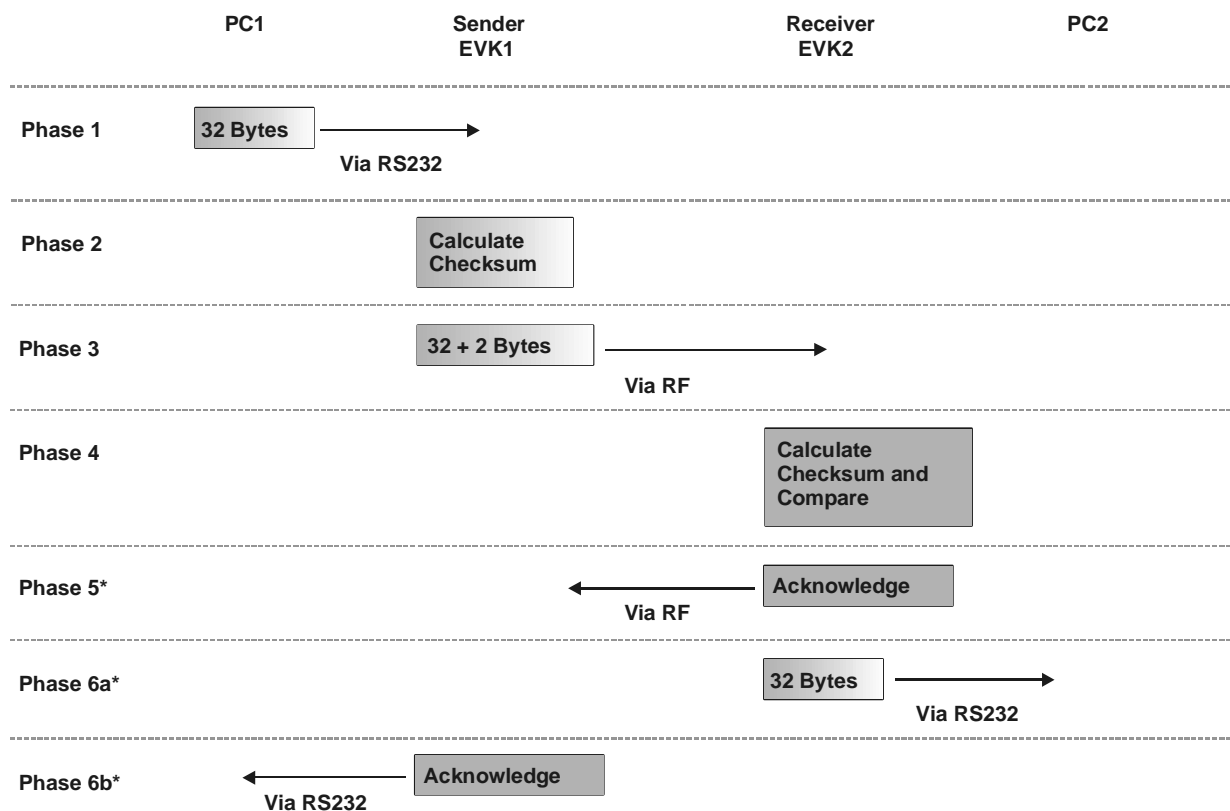 PC1
Sender
EVK1
Receiver
EVK2
PC2
Phase 1
32 Bytes
Via RS232
Phase 2
Calculate
Checksum
Phase 3
32 + 2 Bytes
Via RF
Phase 4
Calculate
Checksum and
Compare
Phase 5*
Acknowledge
Via RF
Phase 6a*
32 Bytes
Via RS232
Phase 6b*
Acknowledge
Via RS232